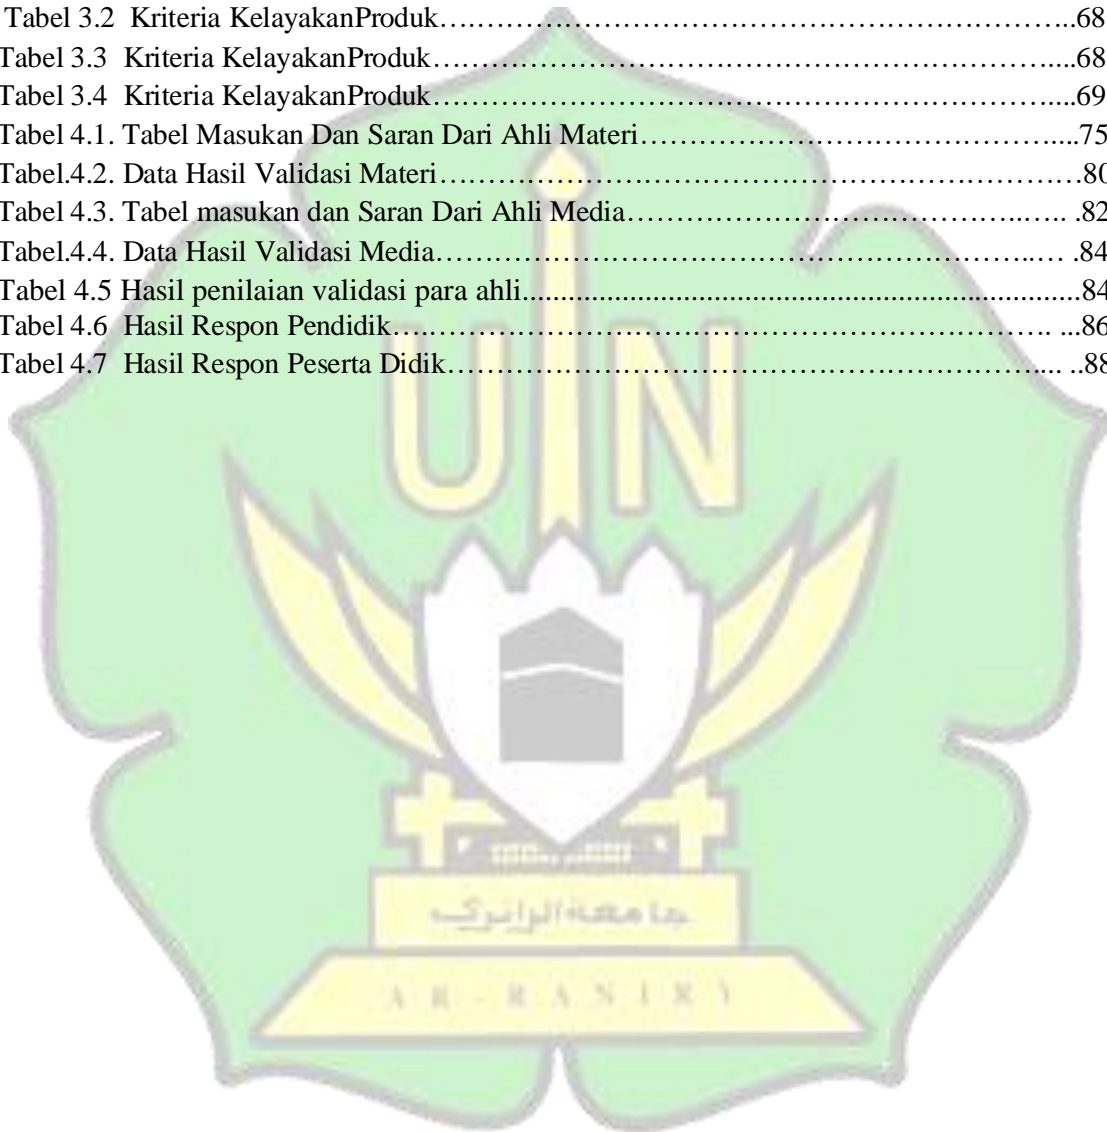 Tabel 3.2 Kriteria KelayakanProduk…………………………………………………………..68
Tabel 3.3 Kriteria KelayakanProduk………………………………………………………....68
Tabel 3.4 Kriteria KelayakanProduk………………………………………………………....69
Tabel 4.1. Tabel Masukan Dan Saran Dari Ahli Materi……………………………………....75
Tabel.4.2. Data Hasil Validasi Materi……………………………………………………….80
Tabel 4.3. Tabel masukan dan Saran Dari Ahli Media…………………………………..….. .82
Tabel.4.4. Data Hasil Validasi Media……………………………………………………..…. .84
Tabel 4.5 Hasil penilaian validasi para ahli...........................................................................84
Tabel 4.6 Hasil Respon Pendidik…………………………………………………………. ...86
Tabel 4.7 Hasil Respon Peserta Didik……………………………………………………... ..88
UIN
جامعة الرانيري
AR-RANIRY